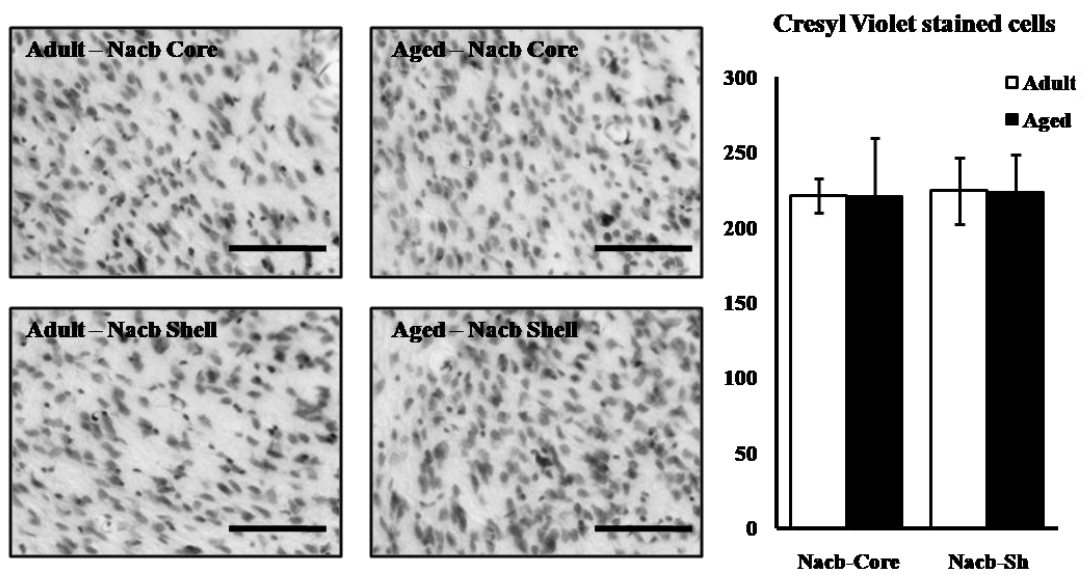 Adult – Nacb Core
Aged – Nacb Core
Adult – Nacb Shell
Aged – Nacb Shell
Cresyl Violet stained cells
300
250
200
150
100
50
0
Adult
Aged
Nacb-Core
Nacb-Sh